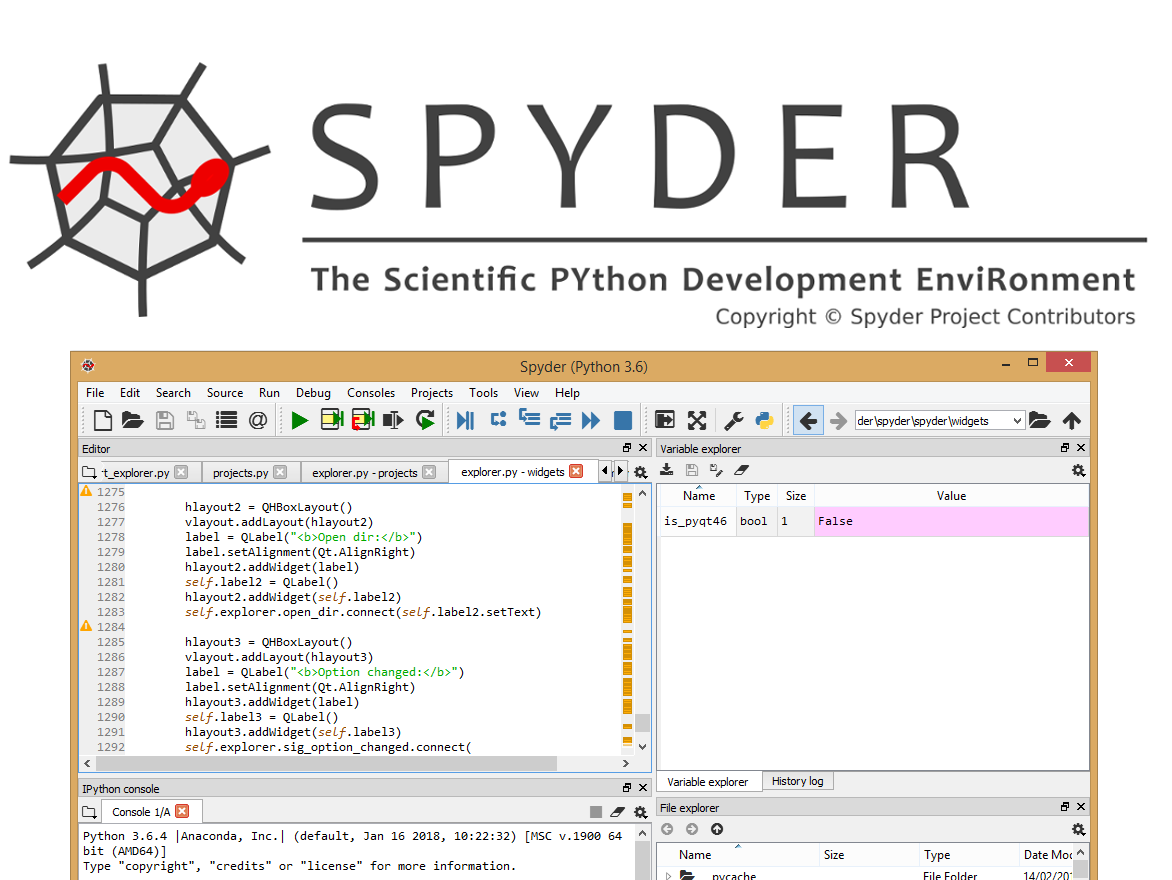 SPYDER
The Scientific PYthon Development EnviRonment
Copyright © Spyder Project Contributors
Spyder (Python 3.6)
File Edit Search Source Run Debug Consoles Projects Tools View Help
der\spyder\spyder\widgets
Editor
t_explorer.py projects.py explorer.py - projects explorer.py - widgets
1275
1276 hlayout2 = QHBoxLayout()
1277 vlayout.addLayout(hlayout2)
1278 label = QLabel("<b>Open dir:</b>")
1279 label.setAlignment(Qt.AlignRight)
1280 hlayout2.addWidget(label)
1281 self.label2 = QLabel()
1282 hlayout2.addWidget(self.label2)
1283 self.explorer.open_dir.connect(self.label2.setText)
1284
1285 hlayout3 = QHBoxLayout()
1286 vlayout.addLayout(hlayout3)
1287 label = QLabel("<b>Option changed:</b>")
1288 label.setAlignment(Qt.AlignRight)
1289 hlayout3.addWidget(label)
1290 self.label3 = QLabel()
1291 hlayout3.addWidget(self.label3)
1292 self.explorer.sig_option_changed.connect(
Variable explorer
Name Type Size Value
is_pyqt46 bool 1 False
Variable explorer History log
IPython console
Console 1/A
Python 3.6.4 |Anaconda, Inc.| (default, Jan 16 2018, 10:22:32) [MSC v.1900 64
bit (AMD64)]
Type "copyright", "credits" or "license" for more information.
File explorer
Name Size Type Date Mo
pycache File Folder 14/02/20